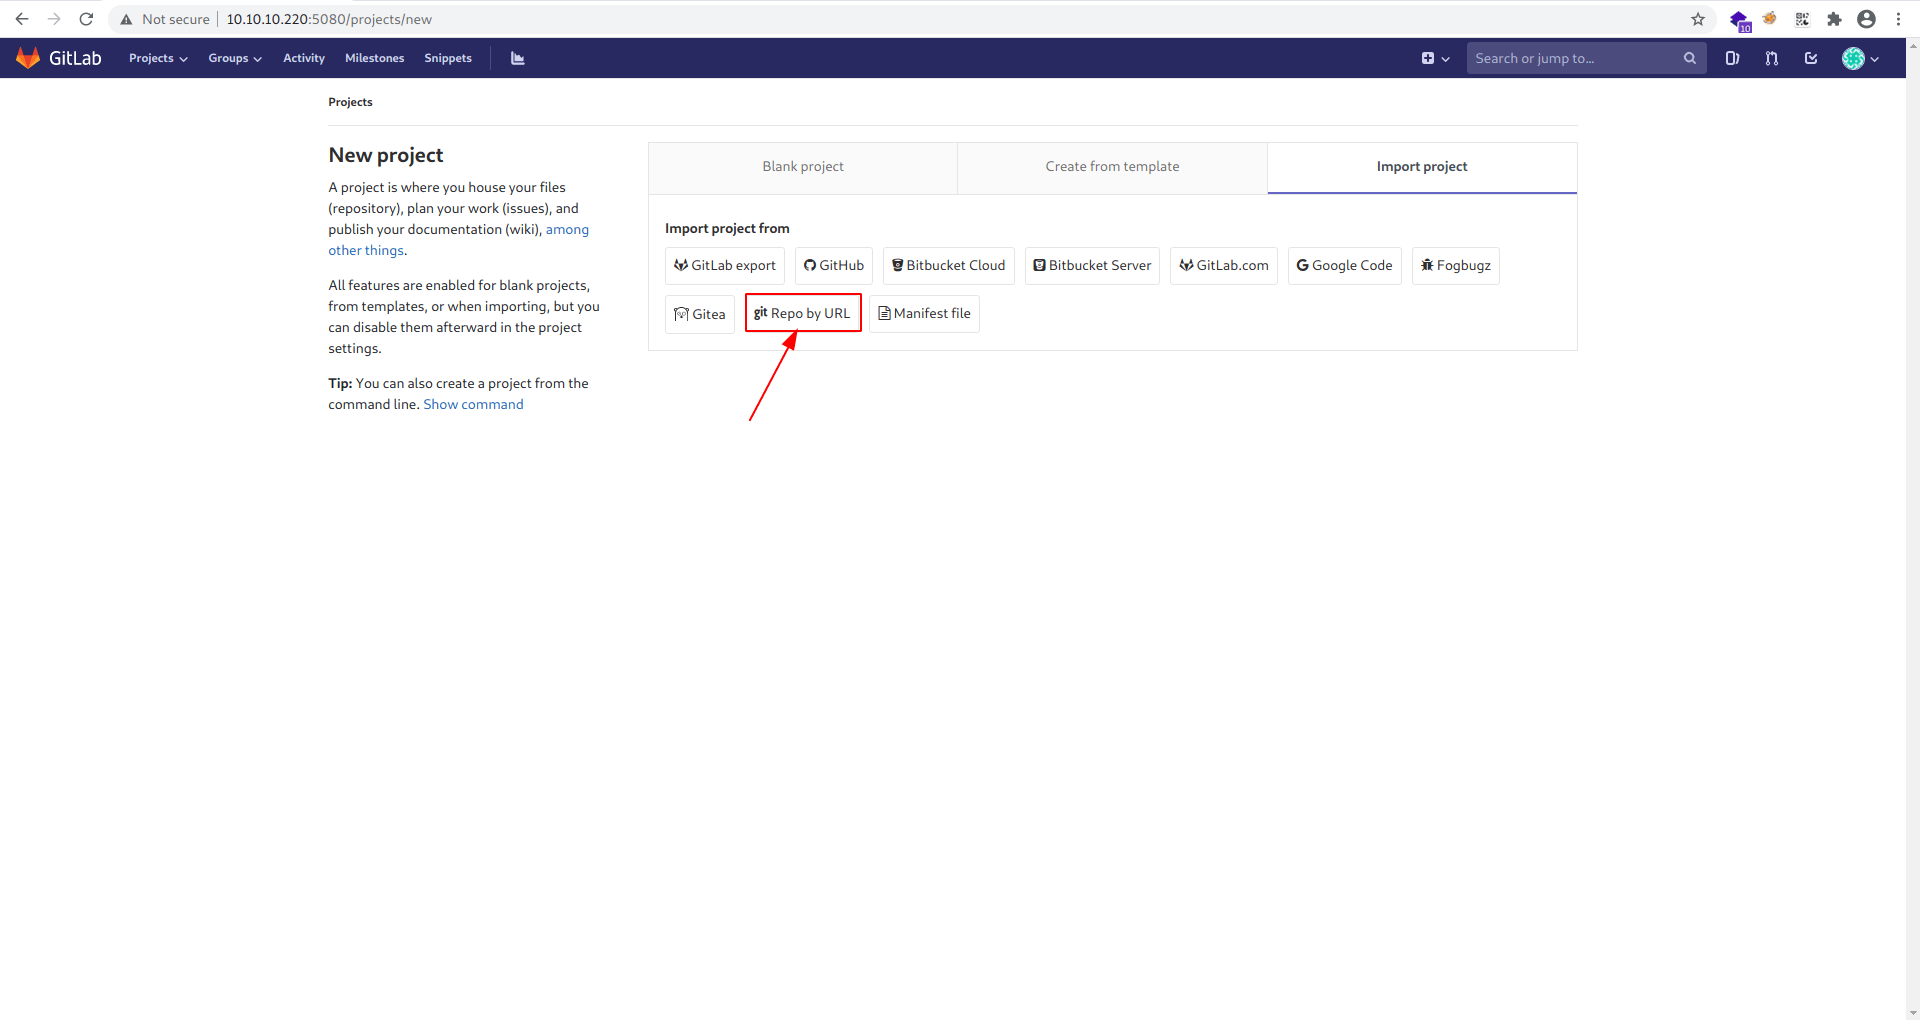 Not secure | 10.10.10.220:5080/projects/new
10
GitLab Projects Groups Activity Milestones Snippets Search or jump to...
Projects
New project
A project is where you house your files
(repository), plan your work (issues), and
publish your documentation (wiki), among
other things.
All features are enabled for blank projects,
from templates, or when importing, but you
can disable them afterward in the project
settings.
Tip: You can also create a project from the
command line. Show command
Blank project Create from template Import project
Import project from
GitLab export GitHub Bitbucket Cloud Bitbucket Server GitLab.com Google Code Fogbugz
Gitea git Repo by URL Manifest file